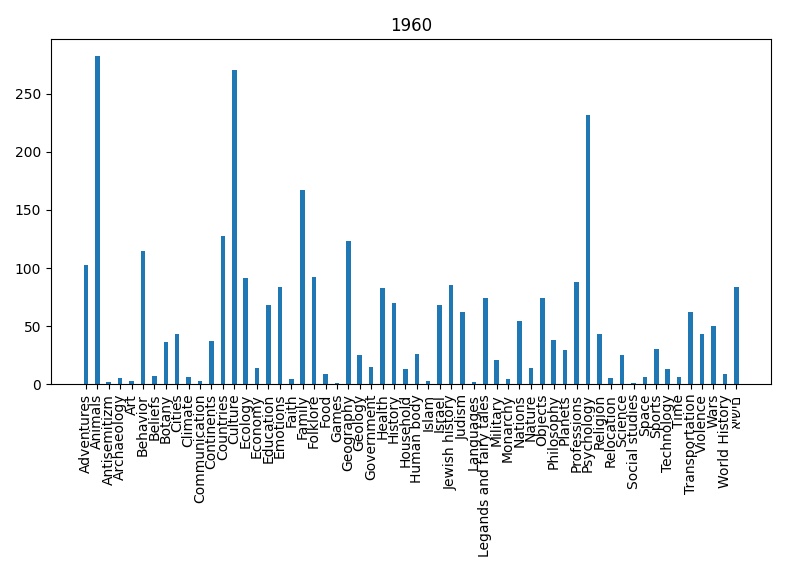 1960
250
200
150
100
50
0
Adventures
Animals
Antisemitizm
Archaeology
Art
Behavior
Beliefs
Botany
Cities
Climate
Communication
Continents
Countries
Culture
Ecology
Economy
Education
Emotions
Faith
Family
Folklore
Food
Games
Geography
Geology
Government
Health
History
Household
Human body
Islam
Israel
Jewish history
Judism
Languages
Legands and fairy tales
Military
Monarchy
Nations
Nature
Objects
Philosophy
Planets
Professions
Psychology
Religion
Relocation
Science
Social studies
Space
Sports
Technology
Time
Transportation
Violence
Wars
World History
אישים